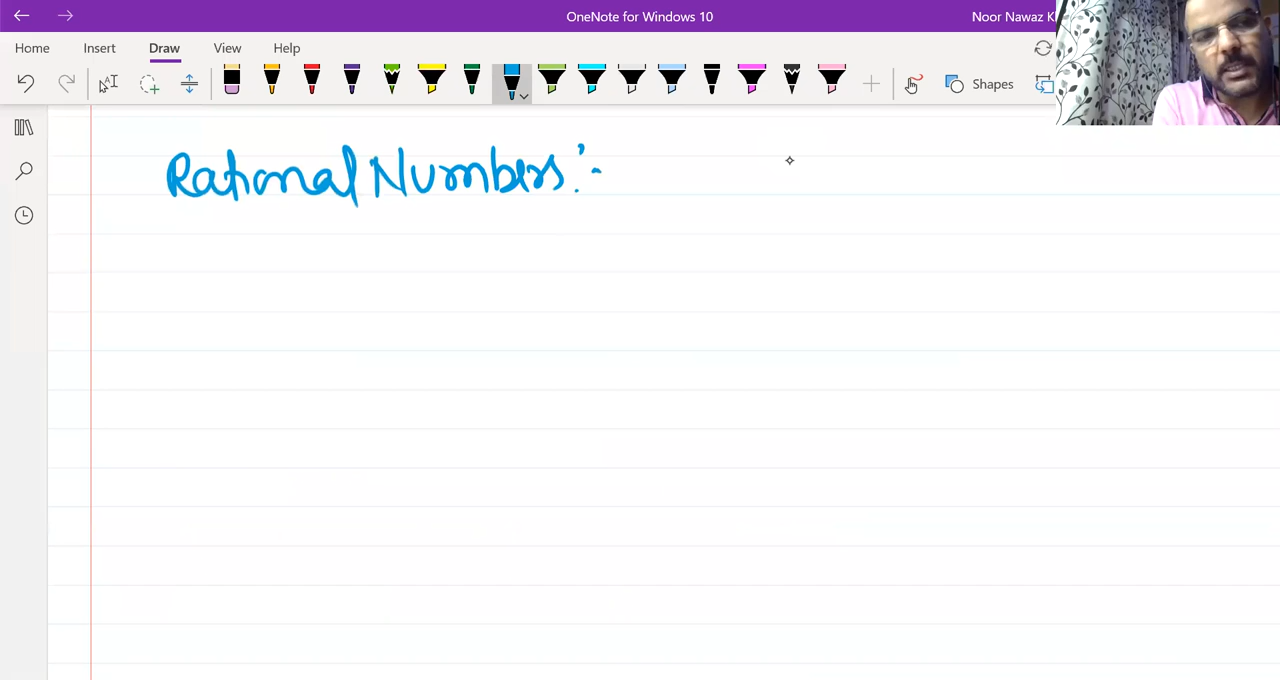 OneNote for Windows 10
Noor Nawaz K
Home Insert Draw View Help
Shapes
Rational Numbers :-